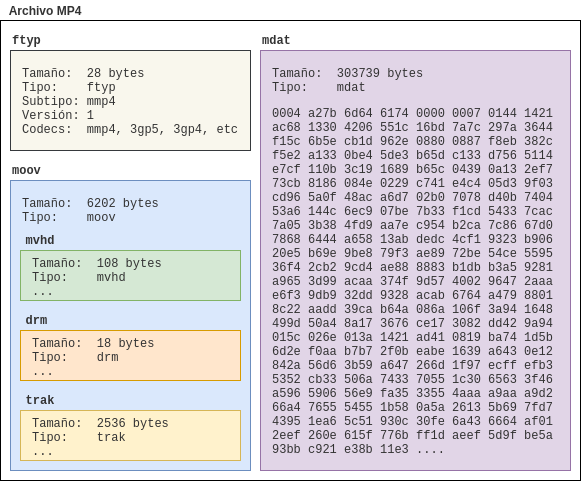 Archivo MP4
ftyp
Tamaño: 28 bytes
Tipo: ftyp
Subtipo: mmp4
Versión: 1
Codecs: mmp4, 3gp5, 3gp4, etc
moov
Tamaño: 6202 bytes
Tipo: moov
mvhd
Tamaño: 108 bytes
Tipo: mvhd
...
drm
Tamaño: 18 bytes
Tipo: drm
...
trak
Tamaño: 2536 bytes
Tipo: trak
...
mdat
Tamaño: 303739 bytes
Tipo: mdat
0004 a27b 6d64 6174 0000 0007 0144 1421
ac68 1330 4206 551c 16bd 7a7c 297a 3644
f15c 6b5e cb1d 962e 0880 0887 f8eb 382c
f5e2 a133 0be4 5de3 b65d c133 d756 5114
e7cf 110b 3c19 1689 b65c 0439 0a13 2ef7
73cb 8186 084e 0229 c741 e4c4 05d3 9f03
cd96 5a0f 48ac a6d7 02b0 7078 d40b 7404
53a6 144c 6ec9 07be 7b33 f1cd 5433 7cac
7a05 3b38 4fd9 aa7e c954 b2ca 7c86 67d0
7868 6444 a658 13ab dedc 4cf1 9323 b906
20e5 b69e 9be8 79f3 ae89 72be 54ce 5595
36f4 2cb2 9cd4 ae88 8883 b1db b3a5 9281
a965 3d99 acaa 374f 9d57 4002 9647 2aaa
e6f3 9db9 32dd 9328 acab 6764 a479 8801
8c22 aadd 39ca b64a 086a 106f 3a94 1648
499d 50a4 8a17 3676 ce17 3082 dd42 9a94
015c 026e 013a 1421 ad41 0819 ba74 1d5b
6d2e f0aa b7b7 2f0b eabe 1639 a643 0e12
842a 56d6 3b59 a647 266d 1f97 ecff efb3
5352 cb33 506a 7433 7055 1c30 6563 3f46
a596 5906 56e9 fa35 3355 4aaa a9aa a9d2
66a4 7655 5455 1b58 0a5a 2613 5b69 7fd7
4395 1ea6 5c51 930c 30fe 6a43 6664 af01
2eef 260e 615f 776b ff1d aeef 5d9f be5a
93bb c921 e38b 11e3 ....